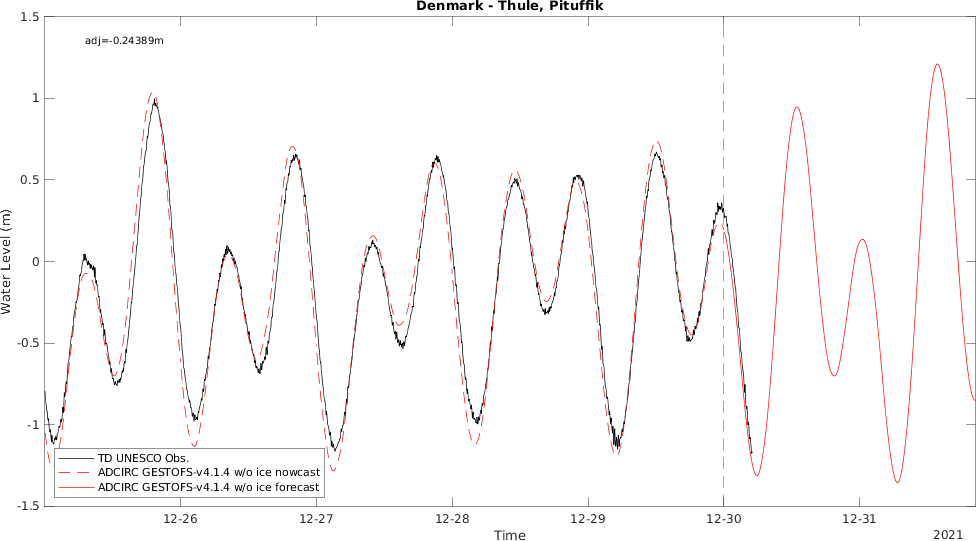 Denmark - Thule, Pituffik
adj=-0.24389m
1.5
1
0.5
0
-0.5
-1
-1.5
Water Level (m)
TD UNESCO Obs.
ADCIRC GESTOFS-v4.1.4 w/o ice nowcast
ADCIRC GESTOFS-v4.1.4 w/o ice forecast
12-26
12-27
12-28
12-29
12-30
12-31
Time
2021